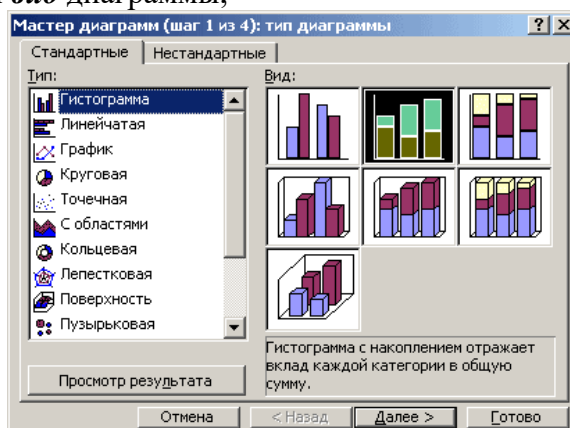 диаграммы,
Мастер диаграмм (шаг 1 из 4): тип диаграммы
Стандартные Нестандартные
Тип:
Вид:
Гистограмма
Линейчатая
График
Круговая
Точечная
С областями
Кольцевая
Лепестковая
Поверхность
Пузырьковая
Гистограмма с накоплением отражает
вклад каждой категории в общую
сумму.
Просмотр результата
Отмена < Назад Далее > Готово